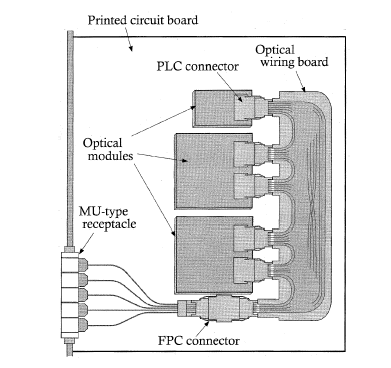 Printed circuit board
Optical
wiring board
PLC connector
Optical
modules
MU-type
receptacle
FPC connector